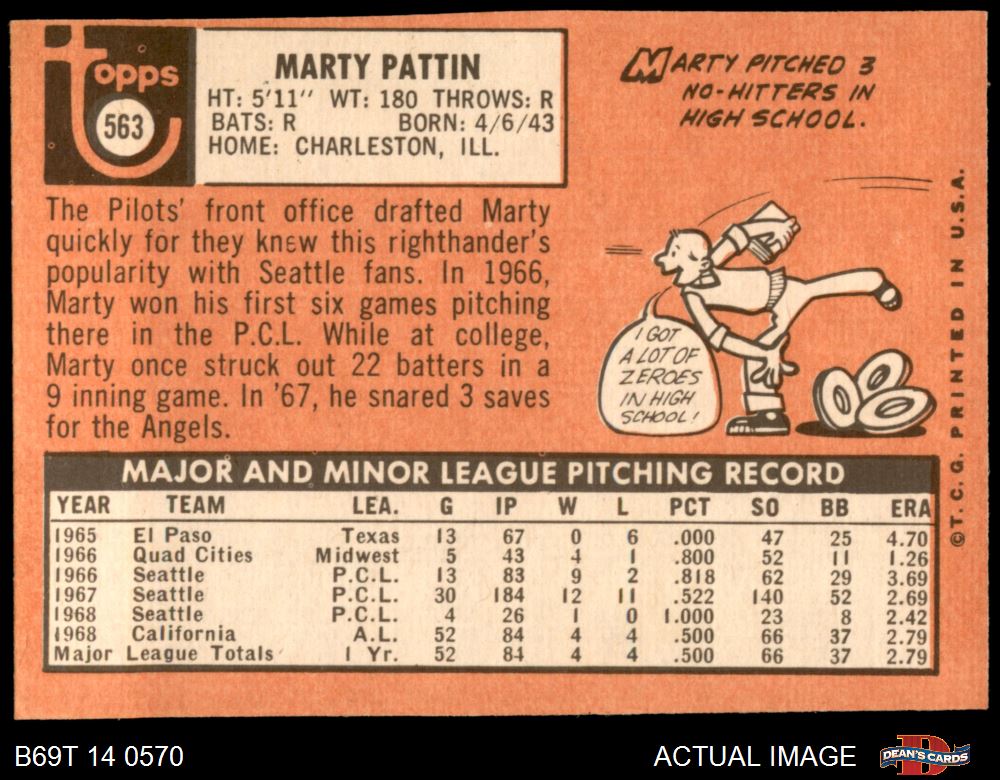 topps
563
MARTY PATTIN
HT: 5'11" WT: 180 THROWS: R
BATS: R BORN: 4/6/43
HOME: CHARLESTON, ILL.
The Pilots' front office drafted Marty
quickly for they knew this righthander's
popularity with Seattle fans. In 1966,
Marty won his first six games pitching
there in the P.C.L. While at college,
Marty once struck out 22 batters in a
9 inning game. In '67, he snared 3 saves
for the Angels.
MARTY PITCHED 3
NO-HITTERS IN
HIGH SCHOOL.
I GOT
A LOT OF
ZEROES
IN HIGH
SCHOOL!
©T. C. G. PRINTED IN U.S.A.
MAJOR AND MINOR LEAGUE PITCHING RECORD
YEAR TEAM LEA. G IP W L PCT SO BB ERA
1965 El Paso Texas 13 67 0 6 .000 47 25 4.70
1966 Quad Cities Midwest 5 43 4 1 .800 52 11 1.26
1966 Seattle P.C.L. 13 83 9 2 .818 62 29 3.69
1967 Seattle P.C.L. 30 184 12 11 .522 140 52 2.69
1968 Seattle P.C.L. 4 26 1 0 1.000 23 8 2.42
1968 California A.L. 52 84 4 4 .500 66 37 2.79
Major League Totals 1 Yr. 52 84 4 4 .500 66 37 2.79
B69T 14 0570
ACTUAL IMAGE
DEAN'S CARDS